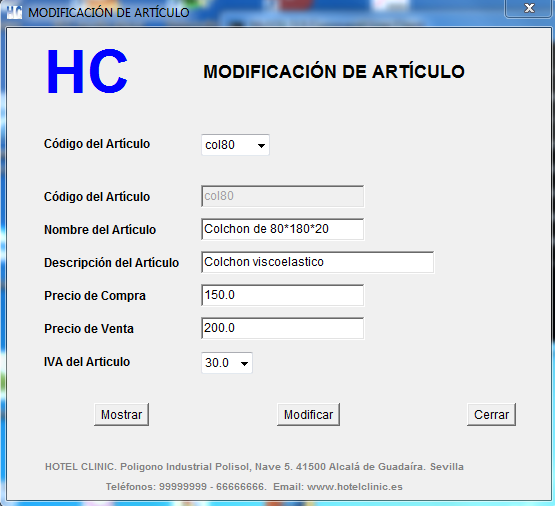 HC MODIFICACIÓN DE ARTÍCULO
HC MODIFICACIÓN DE ARTÍCULO
Código del Artículo col80
Código del Artículo col80
Nombre del Artículo Colchon de 80*180*20
Descripción del Artículo Colchon viscoelastico
Precio de Compra 150.0
Precio de Venta 200.0
IVA del Articulo 30.0
Mostrar Modificar Cerrar
HOTEL CLINIC. Poligono Industrial Polisol, Nave 5. 41500 Alcalá de Guadaíra. Sevilla
Teléfonos: 99999999 - 66666666. Email: www.hotelclinic.es